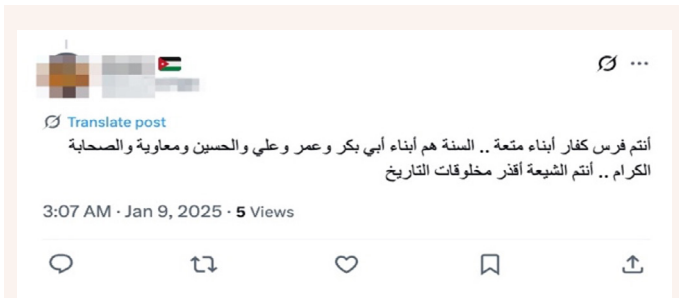 Translate post
أنتم فرس كفار أبناء متعة .. السنة هم أبناء أبي بكر وعمر وعلي والحسين ومعاوية والصحابة
الكرام .. أنتم الشيعة أقذر مخلوقات التاريخ
3:07 AM · Jan 9, 2025 · 5 Views